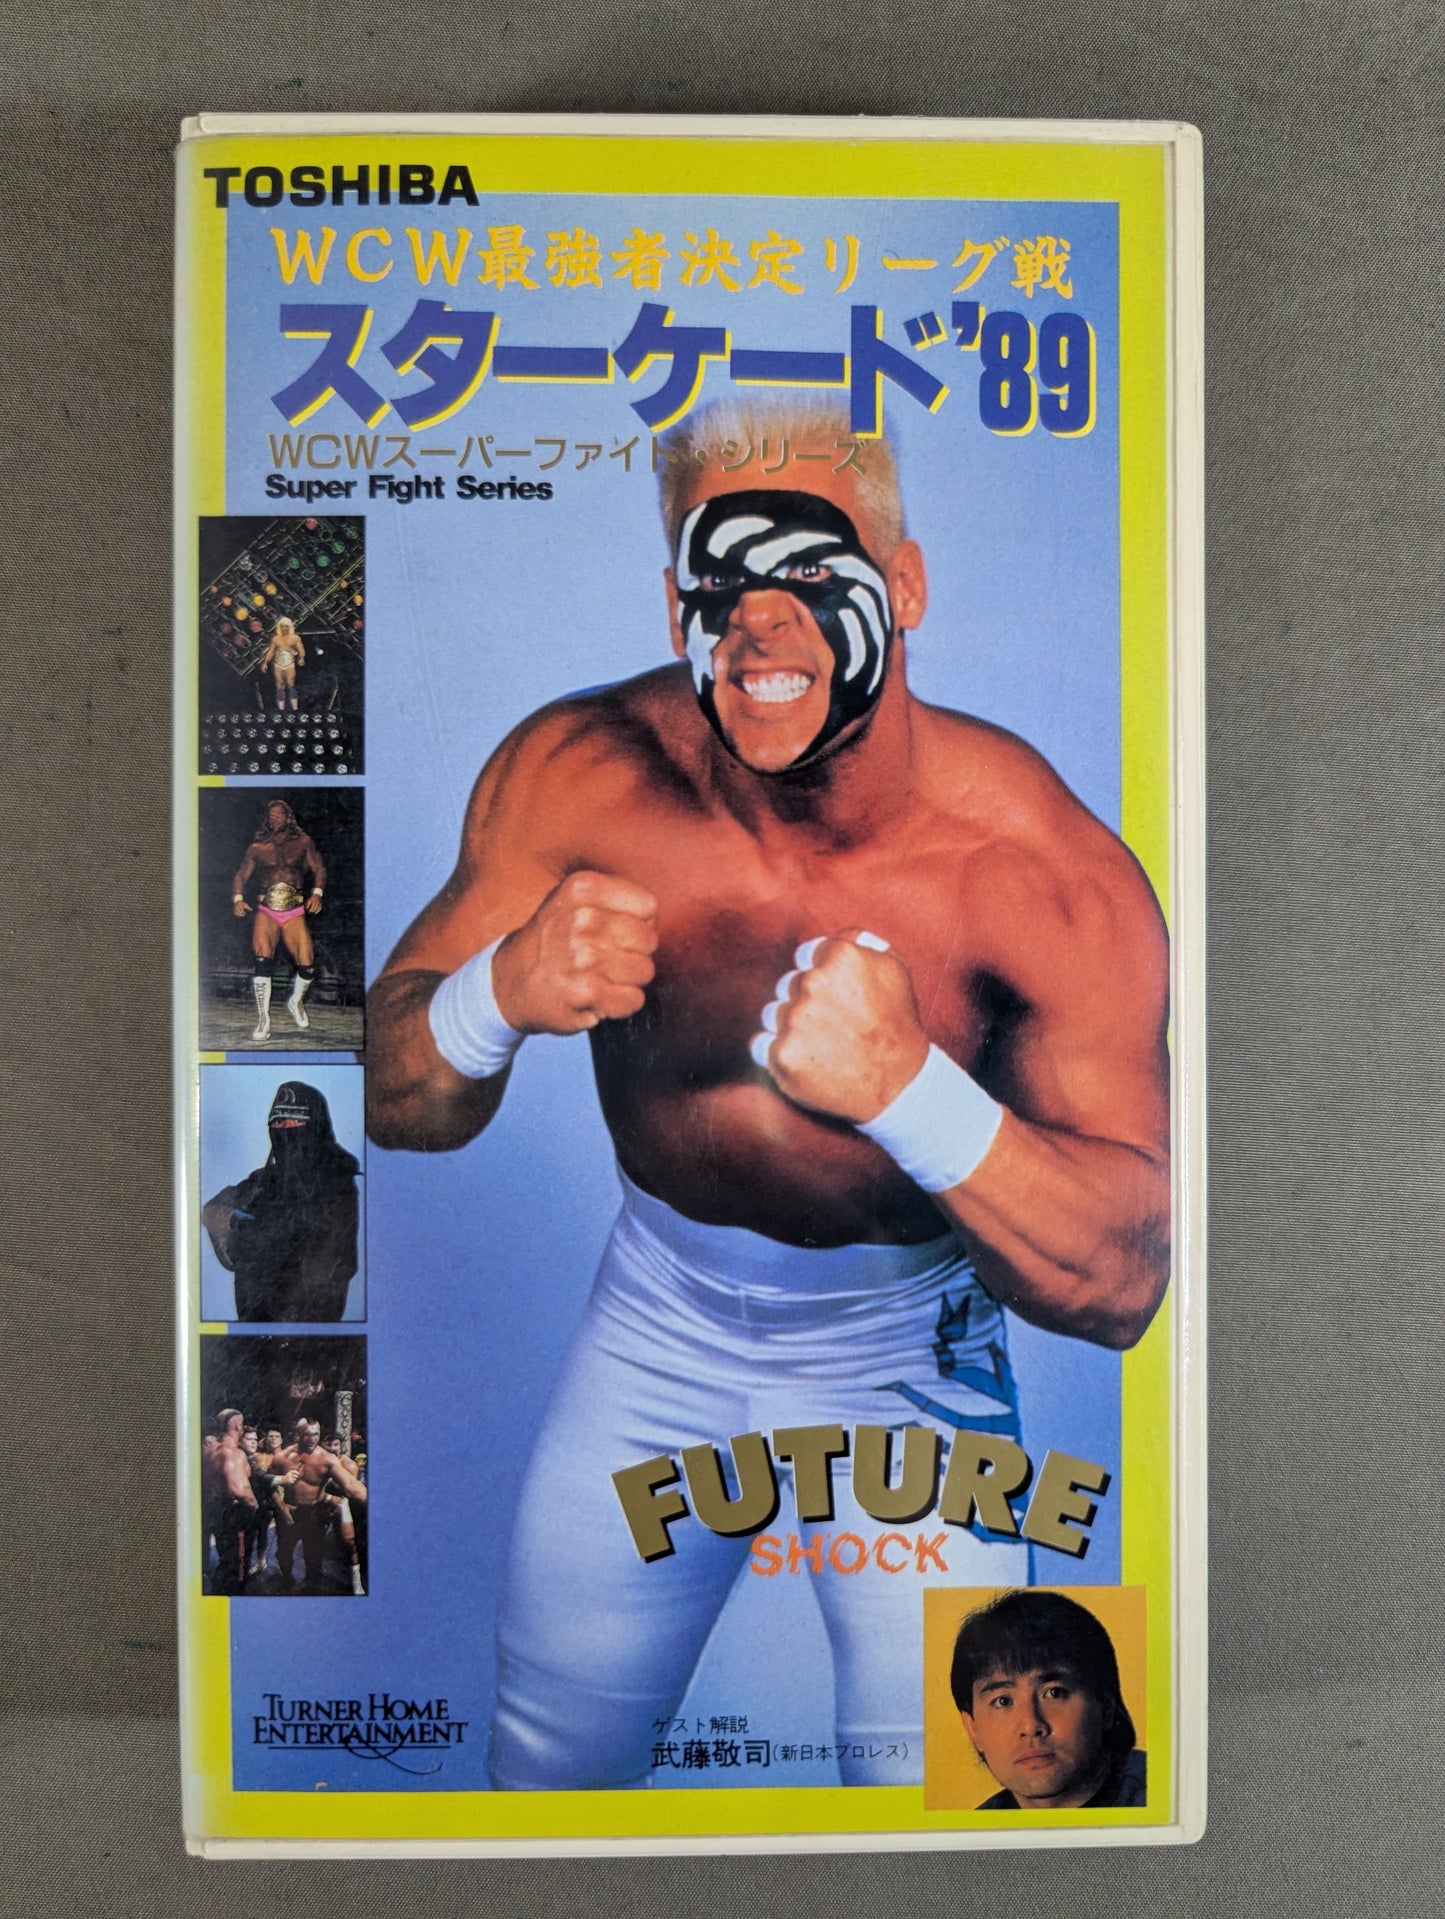 TOSHIBA
WCW最強者決定リーグ戦
スターケード'89
WCWスーパーファイト・シリーズ
Super Fight Series
FUTURE
SHOCK
TURNER HOME
ENTERTAINMENT
ゲスト解説
武藤敬司(新日本プロレス)